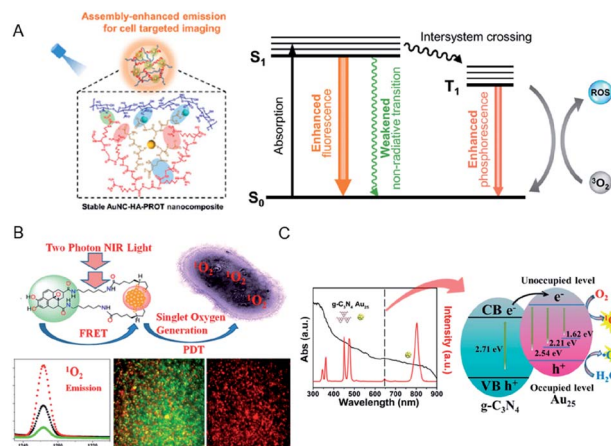 A
Assembly-enhanced emission
for cell targeted imaging
Stable AuNC-HA-PROT nanocomposite
S1
Intersystem crossing
T1
Absorption
Enhanced
fluorescence
Weakened
non-radiative transition
Enhanced
phosphorescence
ROS
³O₂
S0
B
Two Photon NIR Light
FRET
Singlet Oxygen
Generation
PDT
¹O₂
¹O₂
¹O₂
¹O₂
Emission
C
g-C₃N₄ Au₂₅
Abs (a.u.)
Intensity (a.u.)
300 400 500 600 700 800 900
Wavelength (nm)
Unoccupied level
CB e⁻
e⁻
O₂
2.71 eV
1.62 eV
2.21 eV
2.54 eV
h⁺
VB h⁺
Occupied level
g-C₃N₄
Au₂₅